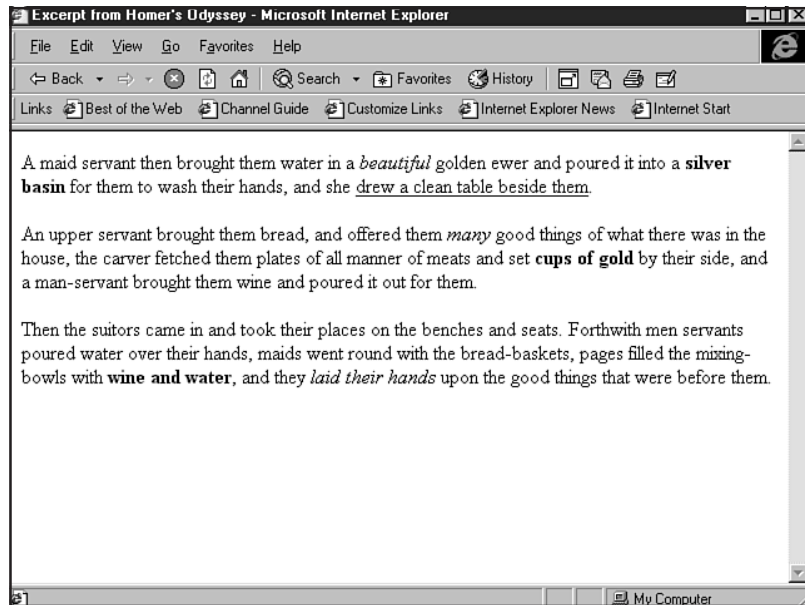 Excerpt from Homer's Odyssey - Microsoft Internet Explorer
File Edit View Go Favorites Help
Back Search Favorites History
Links Best of the Web Channel Guide Customize Links Internet Explorer News Internet Start
A maid servant then brought them water in a beautiful golden ewer and poured it into a silver
basin for them to wash their hands, and she drew a clean table beside them.
An upper servant brought them bread, and offered them many good things of what there was in the
house, the carver fetched them plates of all manner of meats and set cups of gold by their side, and
a man-servant brought them wine and poured it out for them.
Then the suitors came in and took their places on the benches and seats. Forthwith men servants
poured water over their hands, maids went round with the bread-baskets, pages filled the mixing-
bowls with wine and water, and they laid their hands upon the good things that were before them.
My Computer